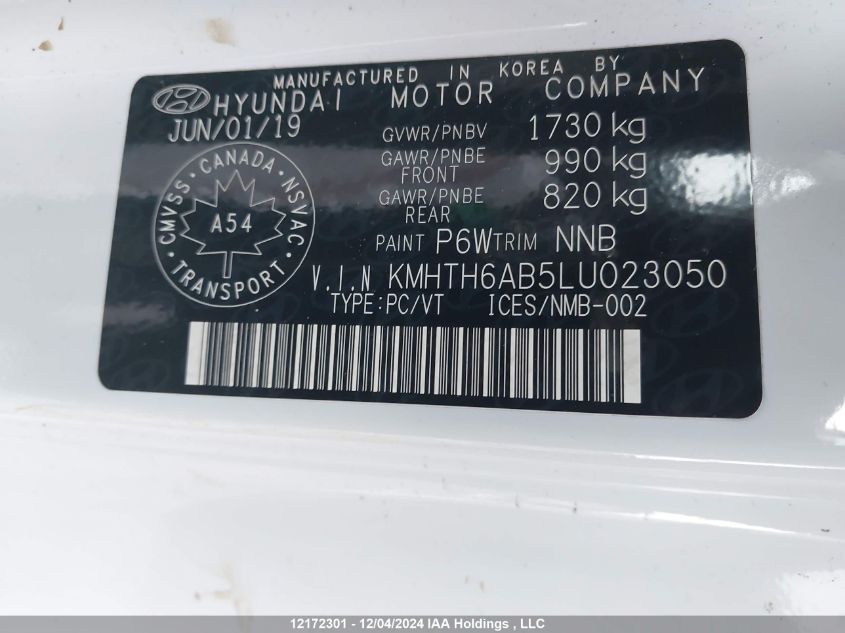 MANUFACTURED IN KOREA BY
HYUNDAI MOTOR COMPANY
JUN/01/19
GVWR/PNBV 1730 kg
GAWR/PNBE FRONT 990 kg
GAWR/PNBE REAR 820 kg
PAINT P6W TRIM NNB
CMVSS · CANADA · NSVAC · TRANSPORT ·
A54
V.I.N KMHTH6AB5LU023050
TYPE:PC/VT ICES/NMB-002
12172301 - 12/04/2024 IAA Holdings , LLC